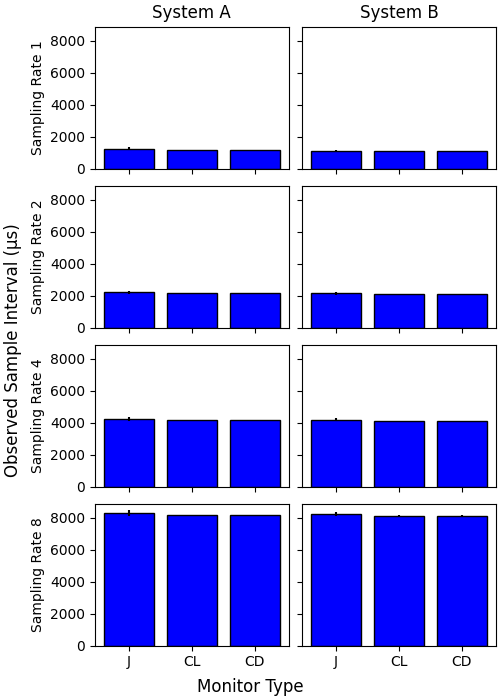 System A System B
Observed Sample Interval (µs)
Sampling Rate 1
8000
6000
4000
2000
0
Sampling Rate 2
8000
6000
4000
2000
0
Sampling Rate 4
8000
6000
4000
2000
0
Sampling Rate 8
8000
6000
4000
2000
0
J CL CD J CL CD
Monitor Type